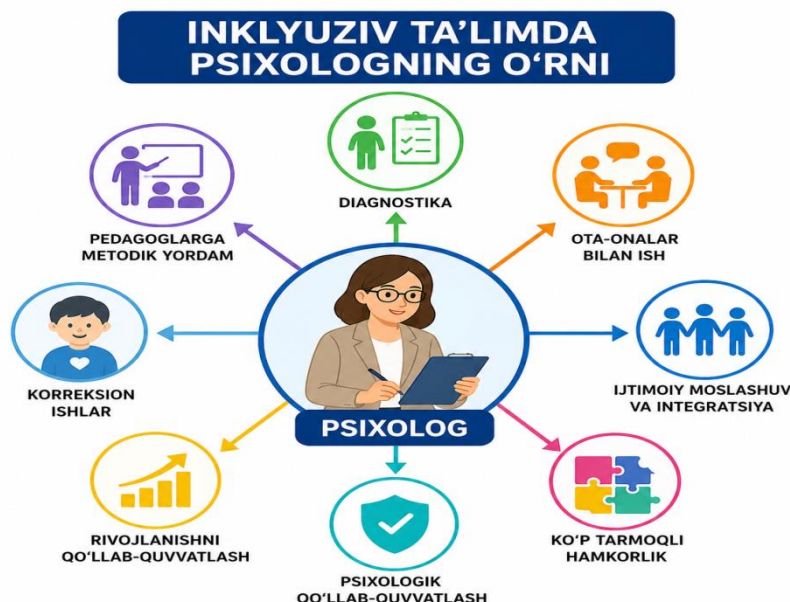 INKLYUZIV TA’LIMDA
PSIXOLOGNING O‘RNI
DIAGNOSTIKA
PEDAGOGLARGA
METODIK YORDAM
OTA-ONALAR
BILAN ISH
KORREKSION
ISHLAR
IJTIMOIY MOSLASHUV
VA INTEGRATSIYA
PSIXOLOG
RIVOJLANISHNI
QO‘LLAB-QUVVATLASH
KO‘P TARMOQLI
HAMKORLIK
PSIXOLOGIK
QO‘LLAB-QUVVATLASH